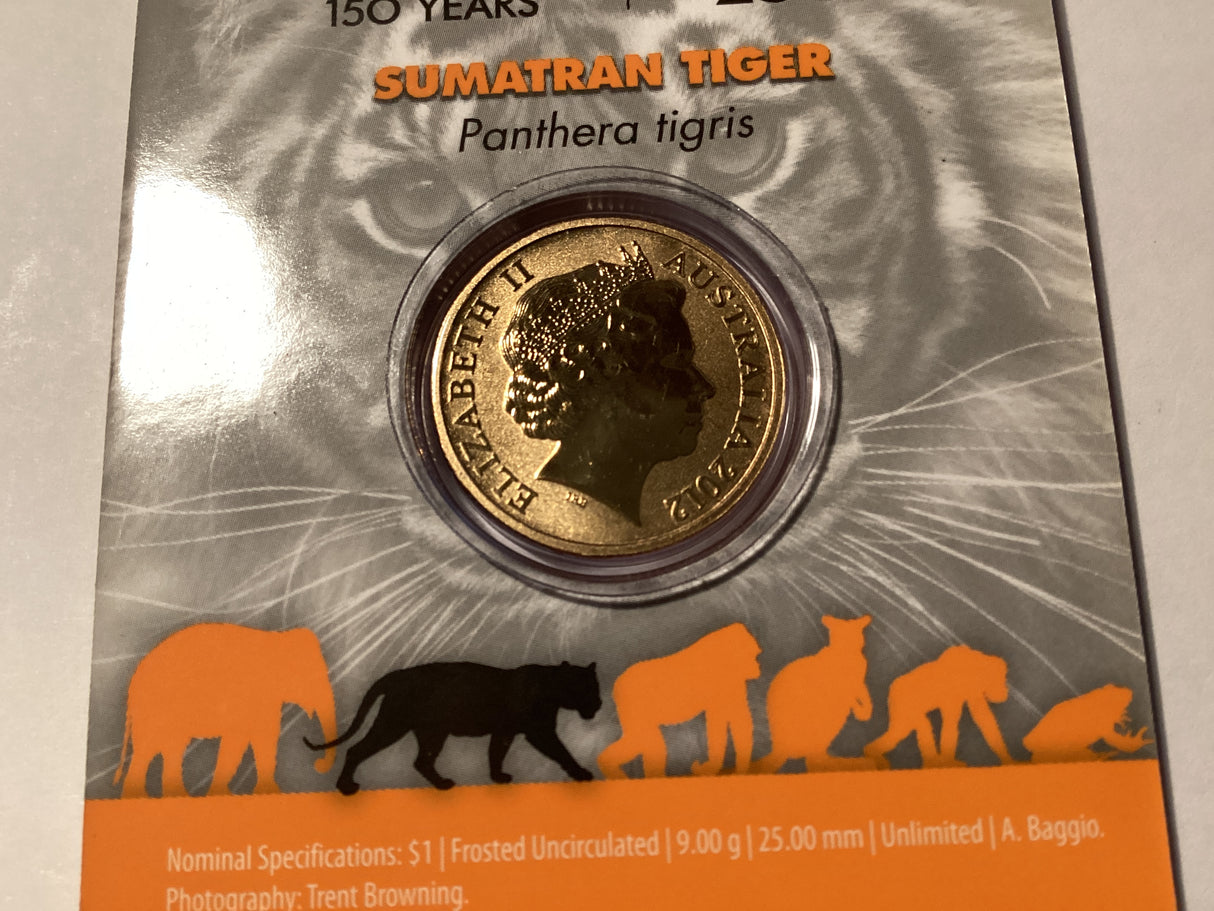 150 YEARS
SUMATRAN TIGER
Panthera tigris
ELIZABETH II
AUSTRALIA 2012
IRB
Nominal Specifications: $1 | Frosted Uncirculated | 9.00 g | 25.00 mm | Unlimited | A. Baggio.
Photography: Trent Browning.